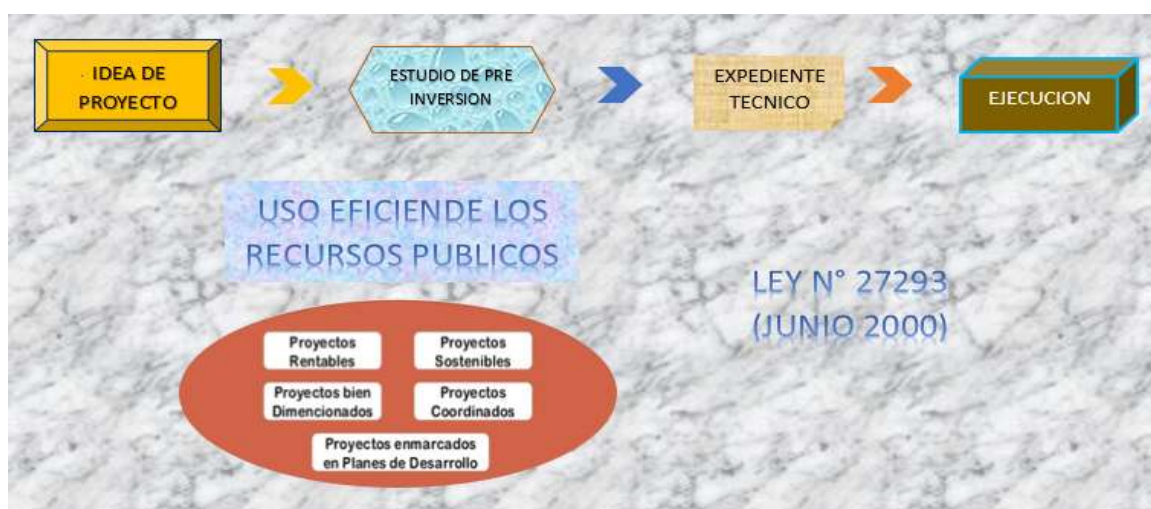 IDEA DE
PROYECTO
ESTUDIO DE PRE
INVERSION
EXPEDIENTE
TECNICO
EJECUCION
USO EFICIENDE LOS
RECURSOS PUBLICOS
LEY N° 27293
(JUNIO 2000)
Proyectos
Rentables
Proyectos
Sostenibles
Proyectos bien
Dimencionados
Proyectos
Coordinados
Proyectos enmarcados
en Planes de Desarrollo